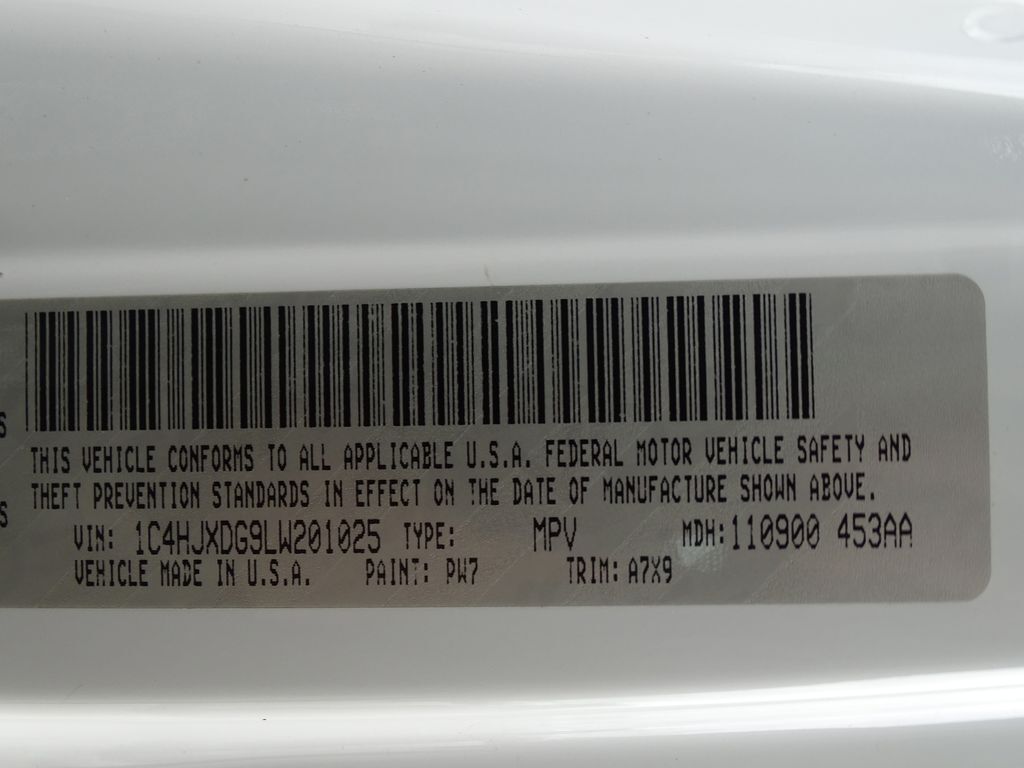 S
THIS VEHICLE CONFORMS TO ALL APPLICABLE U.S.A. FEDERAL MOTOR VEHICLE SAFETY AND
THEFT PREVENTION STANDARDS IN EFFECT ON THE DATE OF MANUFACTURE SHOWN ABOVE.
S
VIN: 1C4HJXDG9LW201025 TYPE: MPV MDH:110900 453AA
VEHICLE MADE IN U.S.A. PAINT: PW7 TRIM: A7X9